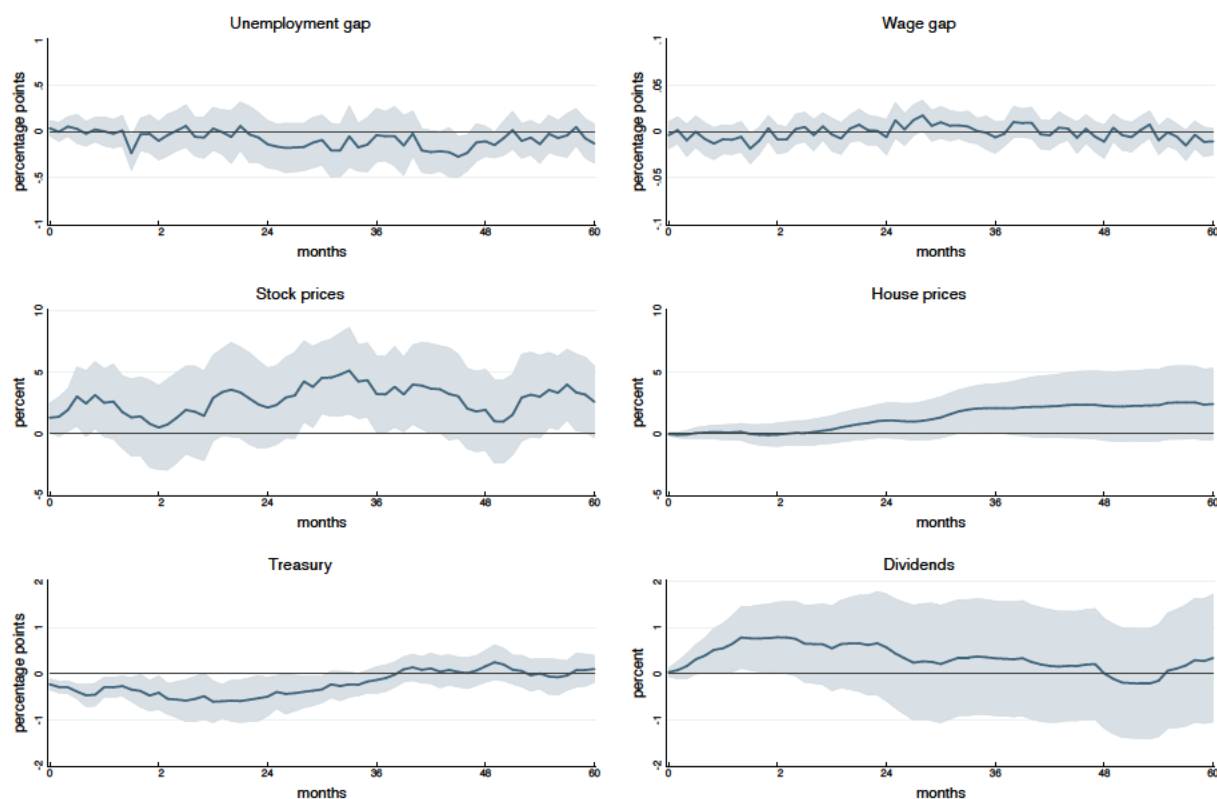 Unemployment gap
percentage points
.1
.5
0
-.5
-1
0 2 24 36 48 60
months
Wage gap
percentage points
.1
.05
0
-.05
-.1
0 2 24 36 48 60
months
Stock prices
percent
10
5
0
-5
0 2 24 36 48 60
months
House prices
percent
10
5
0
-5
0 2 24 36 48 60
months
Treasury
percentage points
2
1
0
-1
-2
0 2 24 36 48 60
months
Dividends
percent
2
1
0
-1
-2
0 2 24 36 48 60
months